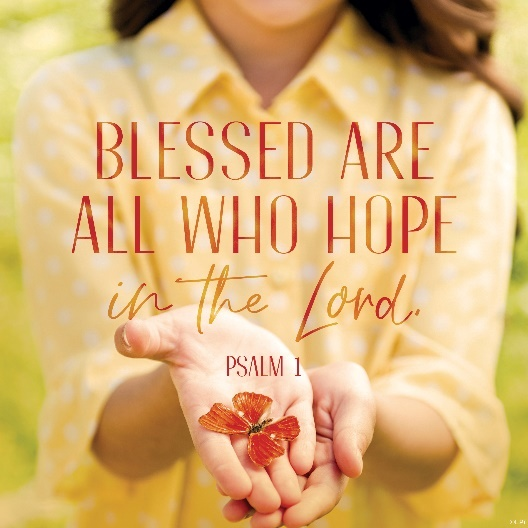 BLESSED ARE
ALL WHO HOPE
in the Lord.
PSALM 1